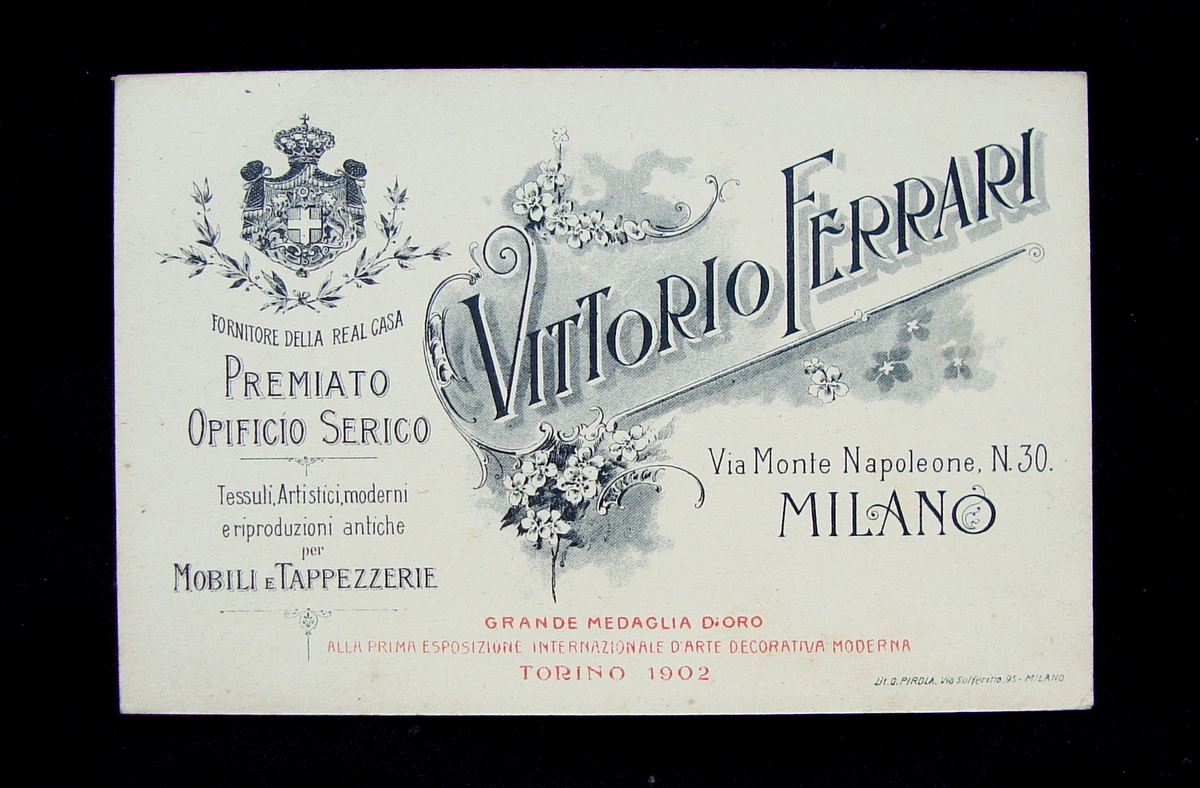 FORNITORE DELLA REAL CASA
PREMIATO
OPIFICIO SERICO
Tessuti, Artistici, moderni
e riproduzioni antiche
per
MOBILI E TAPPEZZERIE
VITTORIO FERRARI
Via Monte Napoleone, N. 30.
MILANO
GRANDE MEDAGLIA D'ORO
ALLA PRIMA ESPOSIZIONE INTERNAZIONALE D'ARTE DECORATIVA MODERNA
TORINO 1902
Lit. G. PIROLA. Via Solferino. 95 - MILANO